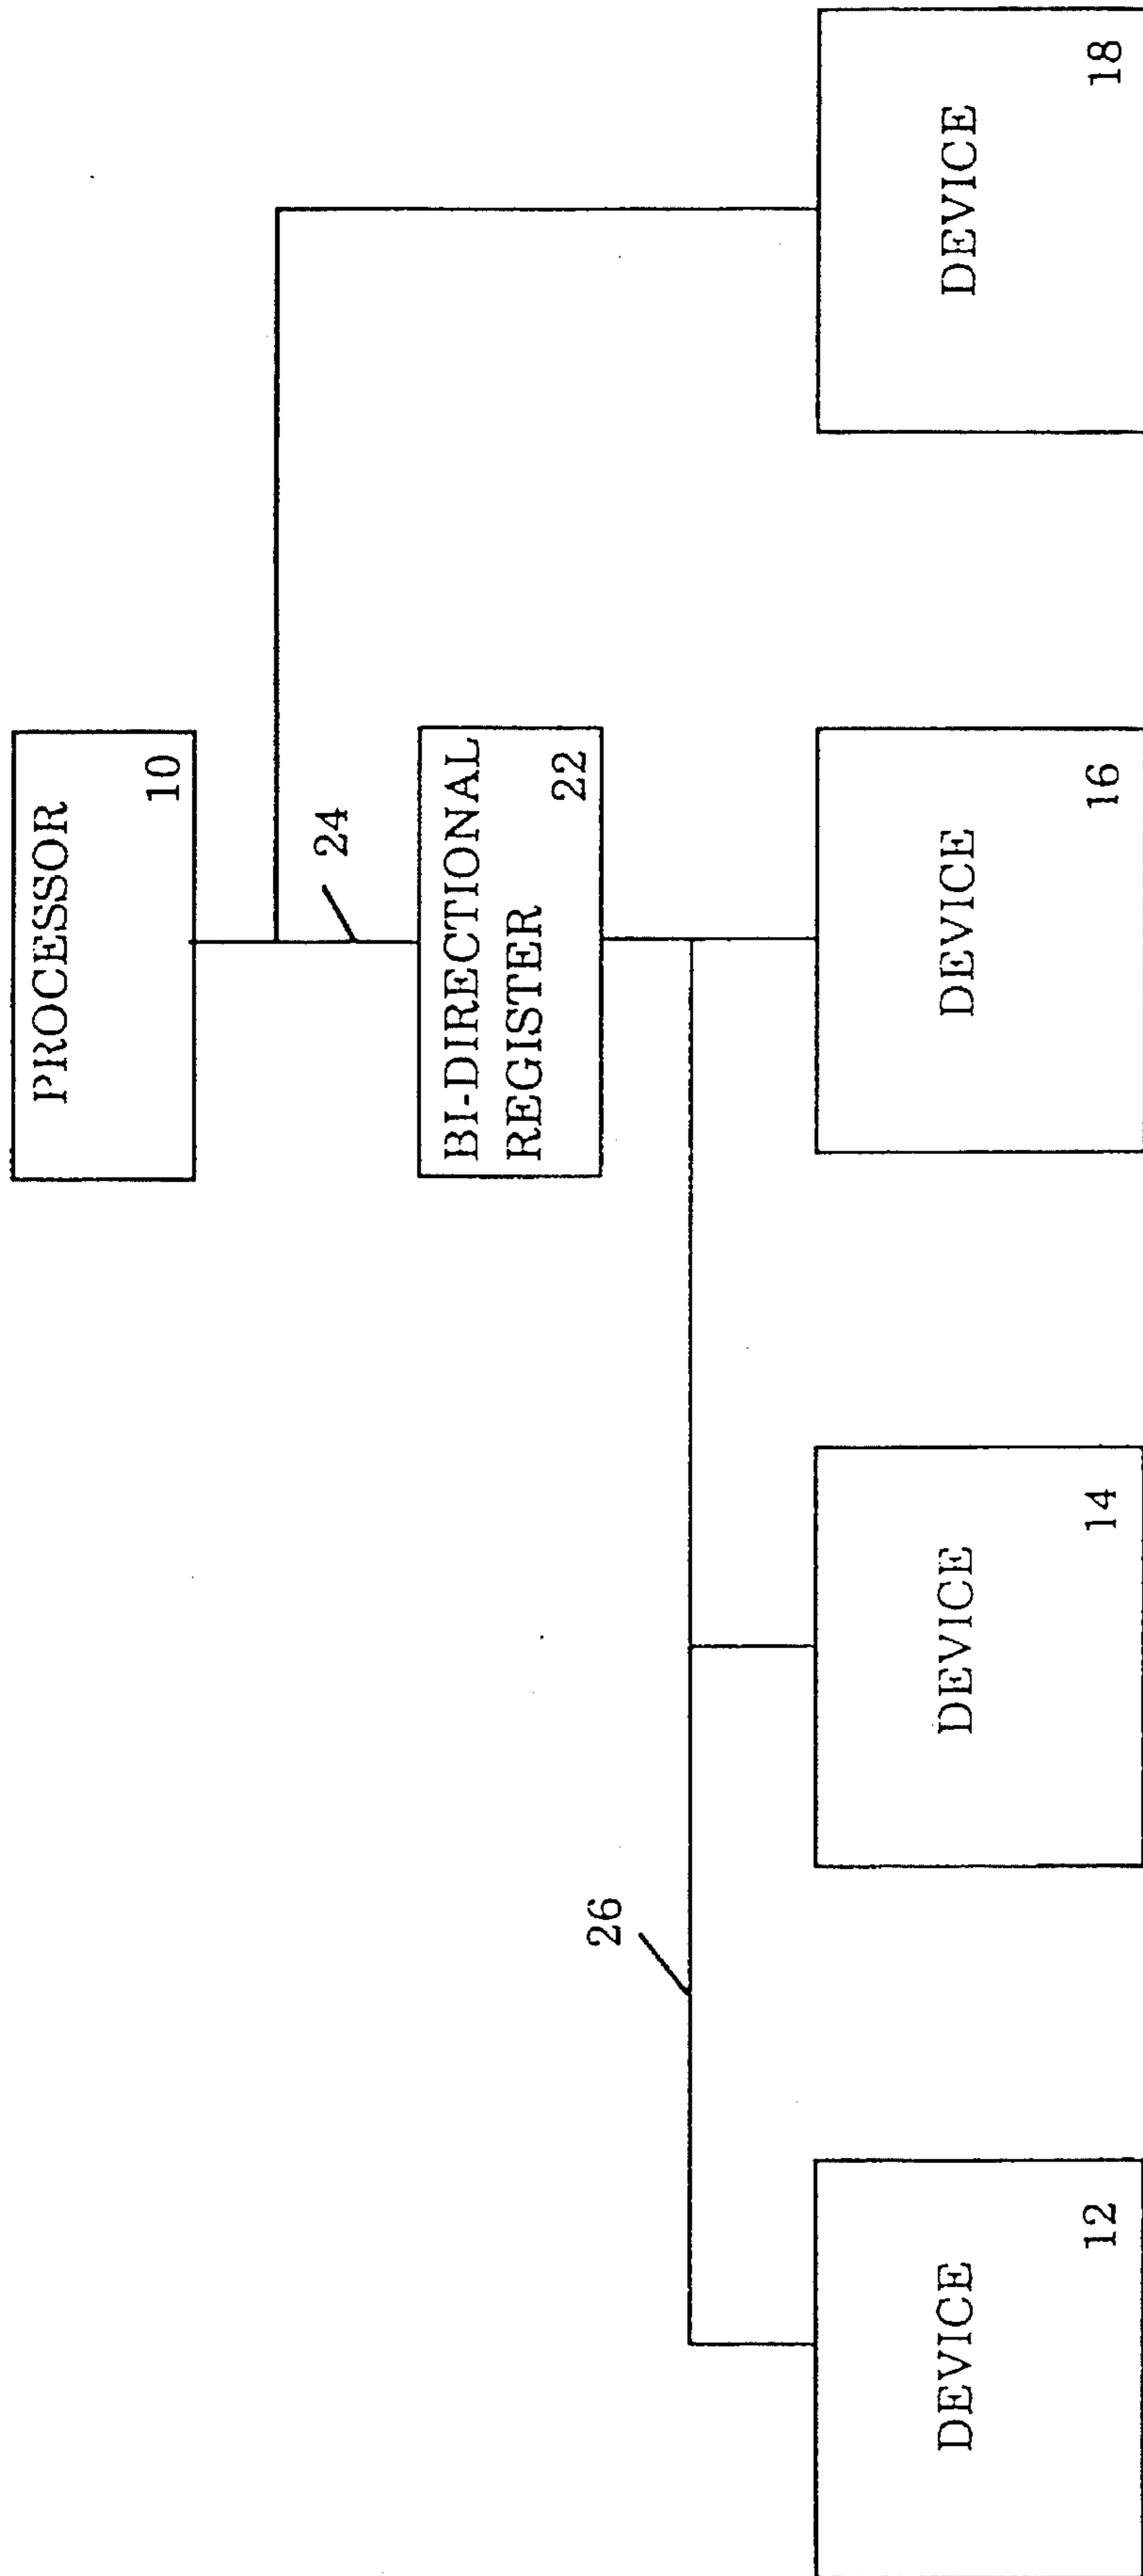 PROCESSOR
10
24
BI-DIRECTIONAL
REGISTER
22
26
DEVICE
12
DEVICE
14
DEVICE
16
DEVICE
18